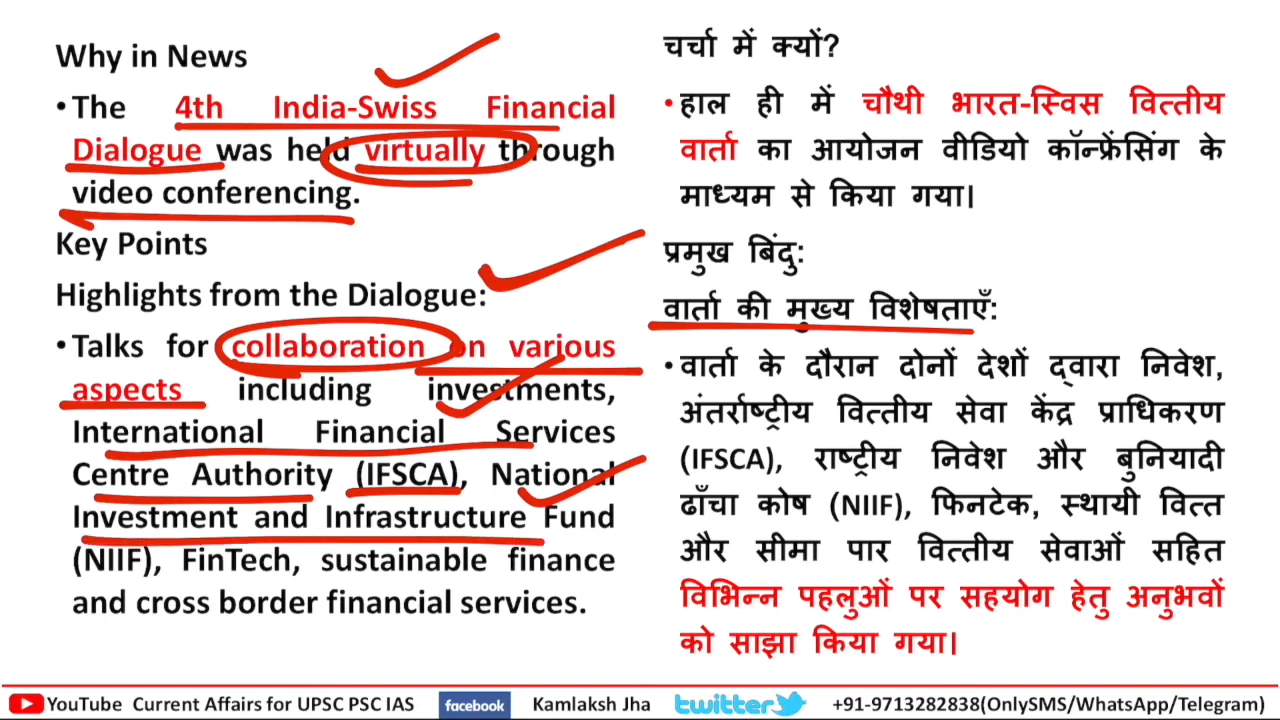 Why in News
• The 4th India-Swiss Financial
Dialogue was held virtually through
video conferencing.
Key Points
Highlights from the Dialogue:
• Talks for collaboration on various
aspects including investments,
International Financial Services
Centre Authority (IFSCA), National
Investment and Infrastructure Fund
(NIIF), FinTech, sustainable finance
and cross border financial services.
चर्चा में क्यों?
• हाल ही में चौथी भारत-स्विस वित्तीय
वार्ता का आयोजन वीडियो कॉन्फ्रेंसिंग के
माध्यम से किया गया।
प्रमुख बिंदु:
वार्ता की मुख्य विशेषताएँ:
• वार्ता के दौरान दोनों देशों द्वारा निवेश,
अंतर्राष्ट्रीय वित्तीय सेवा केंद्र प्राधिकरण
(IFSCA), राष्ट्रीय निवेश और बुनियादी
ढाँचा कोष (NIIF), फिनटेक, स्थायी वित्त
और सीमा पार वित्तीय सेवाओं सहित
विभिन्न पहलुओं पर सहयोग हेतु अनुभवों
को साझा किया गया।
YouTube Current Affairs for UPSC PSC IAS facebook Kamlaksh Jha twitter +91-9713282838(OnlySMS/WhatsApp/Telegram)